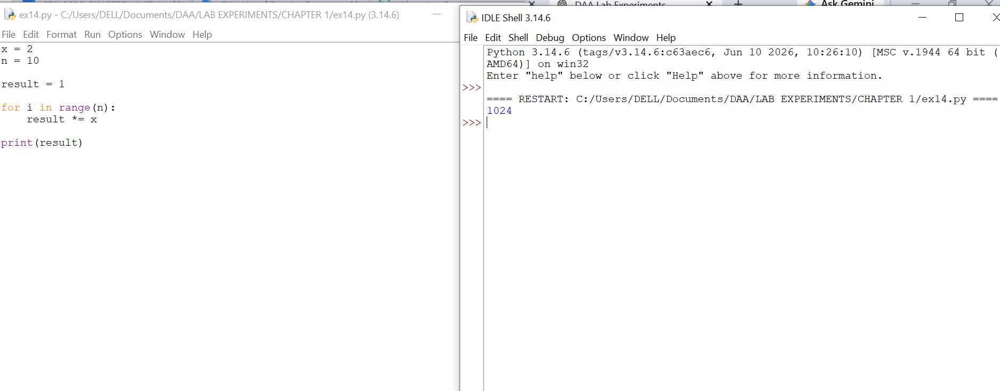 DAA Lab Experiments
Ask Gemini
ex14.py - C:/Users/DELL/Documents/DAA/LAB EXPERIMENTS/CHAPTER 1/ex14.py (3.14.6)
File Edit Format Run Options Window Help
x = 2
n = 10
result = 1
for i in range(n):
    result *= x
print(result)
IDLE Shell 3.14.6
File Edit Shell Debug Options Window Help
Python 3.14.6 (tags/v3.14.6:c63aec6, Jun 10 2026, 10:26:10) [MSC v.1944 64 bit (
AMD64)] on win32
Enter "help" below or click "Help" above for more information.
>>>
==== RESTART: C:/Users/DELL/Documents/DAA/LAB EXPERIMENTS/CHAPTER 1/ex14.py ====
1024
>>>